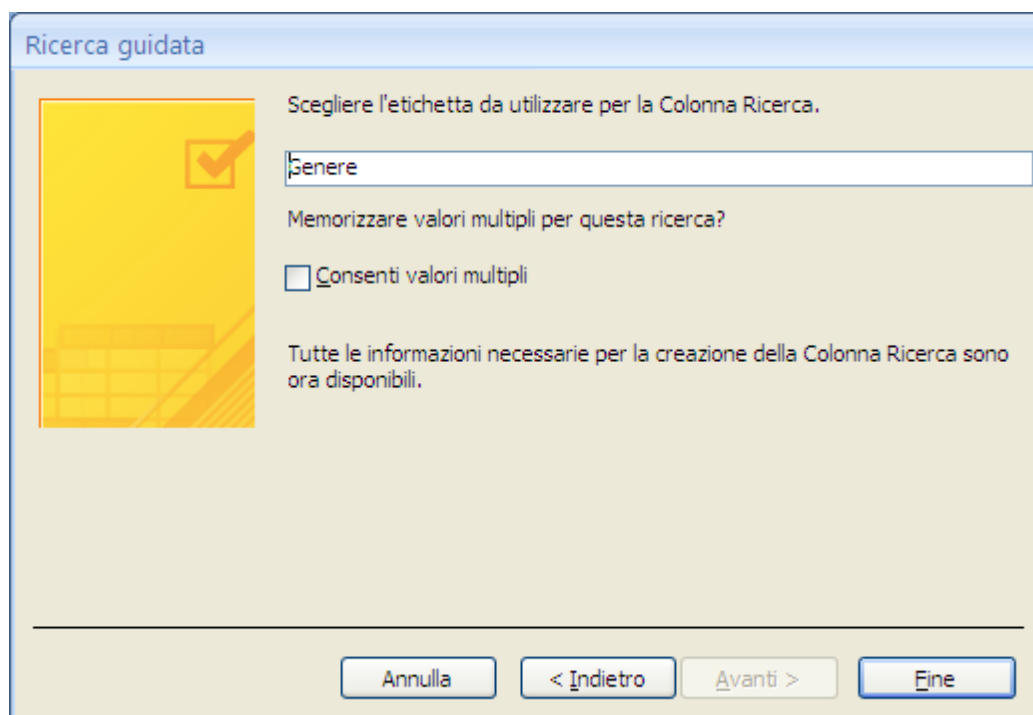 Ricerca guidata
Scegliere l'etichetta da utilizzare per la Colonna Ricerca.
Genere
Memorizzare valori multipli per questa ricerca?
Consenti valori multipli
Tutte le informazioni necessarie per la creazione della Colonna Ricerca sono
ora disponibili.
Annulla
< Indietro
Avanti >
Fine